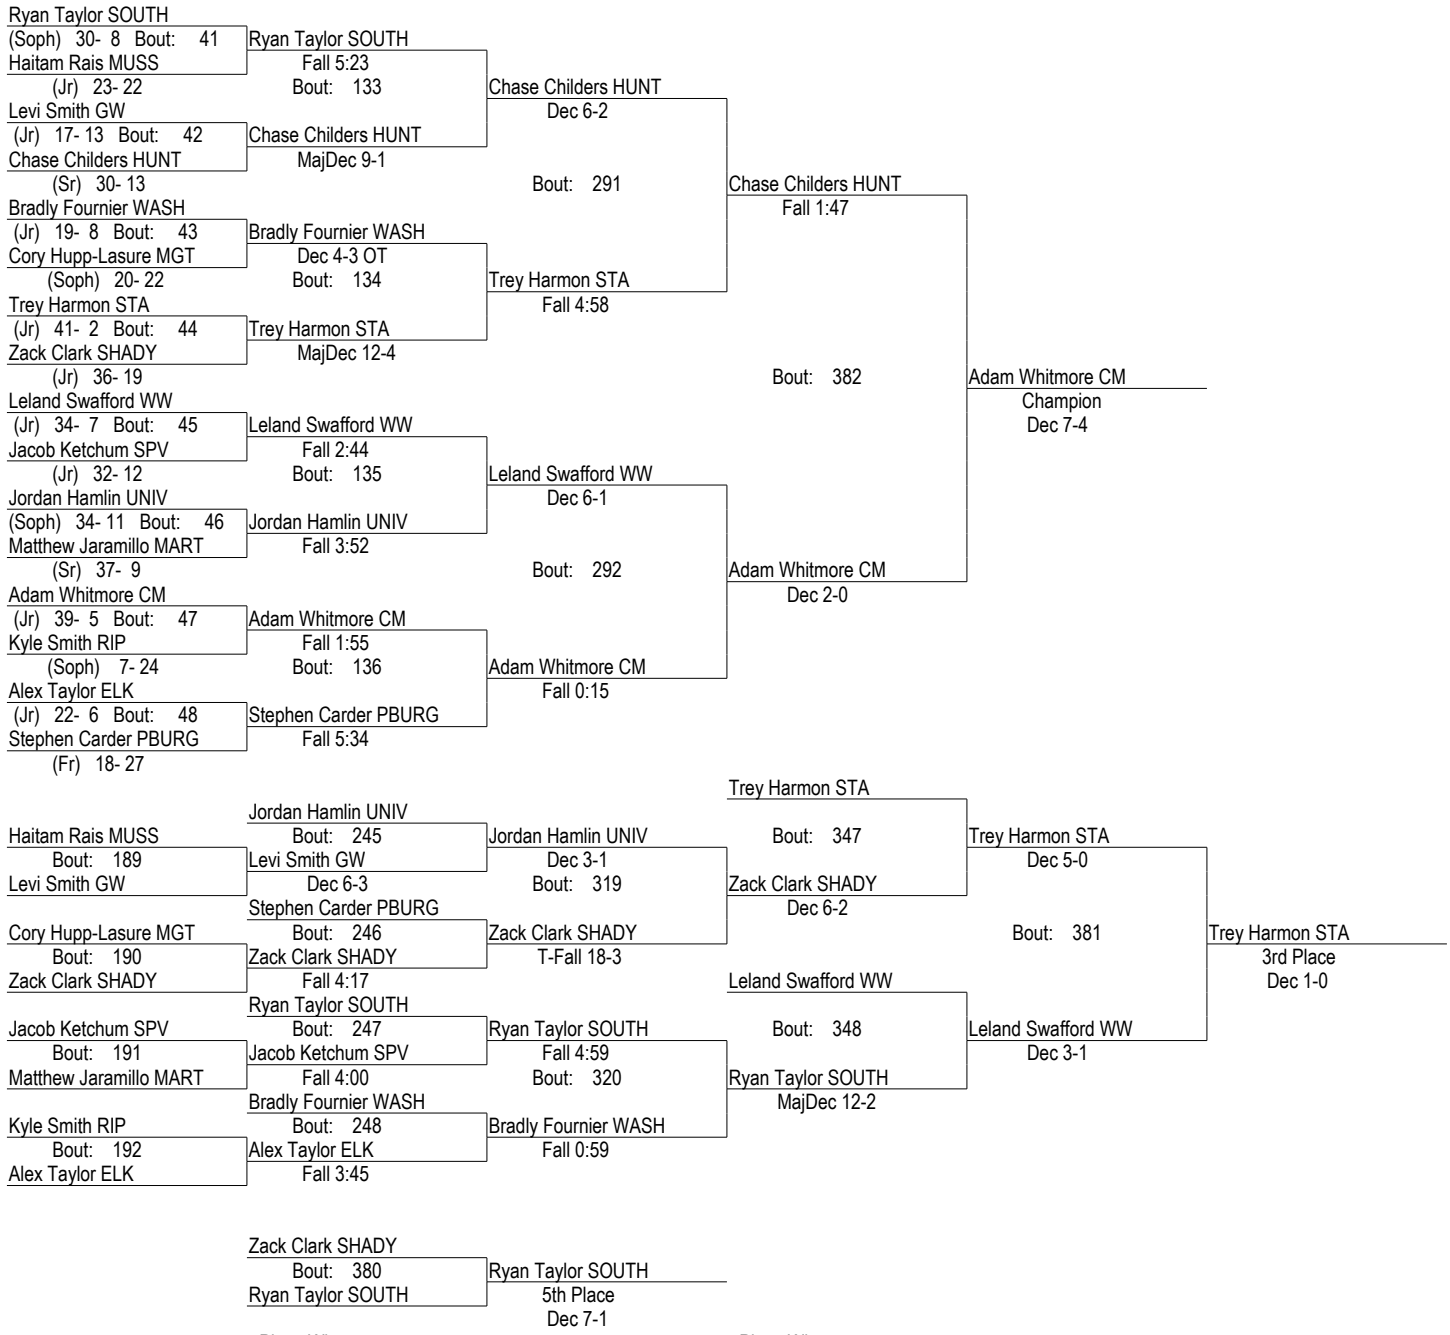 Ryan Taylor SOUTH
(Soph) 30- 8 Bout: 41 Ryan Taylor SOUTH
Haitam Rais MUSS Fall 5:23
(Jr) 23- 22 Bout: 133 Chase Childers HUNT
Levi Smith GW Dec 6-2
(Jr) 17- 13 Bout: 42 Chase Childers HUNT
Chase Childers HUNT MajDec 9-1
(Sr) 30- 13 Bout: 291 Chase Childers HUNT
Bradly Fournier WASH Fall 1:47
(Jr) 19- 8 Bout: 43 Bradly Fournier WASH
Cory Hupp-Lasure MGT Dec 4-3 OT
(Soph) 20- 22 Bout: 134 Trey Harmon STA
Trey Harmon STA Fall 4:58
(Jr) 41- 2 Bout: 44 Trey Harmon STA
Zack Clark SHADY MajDec 12-4
(Jr) 36- 19 Bout: 382 Adam Whitmore CM
Leland Swafford WW Champion
(Jr) 34- 7 Bout: 45 Leland Swafford WW Dec 7-4
Jacob Ketchum SPV Fall 2:44
(Jr) 32- 12 Bout: 135 Leland Swafford WW
Jordan Hamlin UNIV Dec 6-1
(Soph) 34- 11 Bout: 46 Jordan Hamlin UNIV
Matthew Jaramillo MART Fall 3:52
(Sr) 37- 9 Bout: 292 Adam Whitmore CM
Adam Whitmore CM Dec 2-0
(Jr) 39- 5 Bout: 47 Adam Whitmore CM
Kyle Smith RIP Fall 1:55
(Soph) 7- 24 Bout: 136 Adam Whitmore CM
Alex Taylor ELK Fall 0:15
(Jr) 22- 6 Bout: 48 Stephen Carder PBURG
Stephen Carder PBURG Fall 5:34
(Fr) 18- 27
Trey Harmon STA
Jordan Hamlin UNIV
Haitam Rais MUSS Bout: 245 Jordan Hamlin UNIV Bout: 347 Trey Harmon STA
Bout: 189 Levi Smith GW Dec 3-1 Dec 5-0
Levi Smith GW Dec 6-3 Bout: 319 Zack Clark SHADY
Stephen Carder PBURG Dec 6-2
Cory Hupp-Lasure MGT Bout: 246 Zack Clark SHADY Bout: 381 Trey Harmon STA
Bout: 190 Zack Clark SHADY T-Fall 18-3 3rd Place
Zack Clark SHADY Fall 4:17 Leland Swafford WW Dec 1-0
Ryan Taylor SOUTH
Jacob Ketchum SPV Bout: 247 Ryan Taylor SOUTH Bout: 348 Leland Swafford WW
Bout: 191 Jacob Ketchum SPV Fall 4:59 Dec 3-1
Matthew Jaramillo MART Fall 4:00 Bout: 320 Ryan Taylor SOUTH
Bradly Fournier WASH MajDec 12-2
Kyle Smith RIP Bout: 248 Bradly Fournier WASH
Bout: 192 Alex Taylor ELK Fall 0:59
Alex Taylor ELK Fall 3:45
Zack Clark SHADY
Bout: 380 Ryan Taylor SOUTH
Ryan Taylor SOUTH 5th Place
Dec 7-1